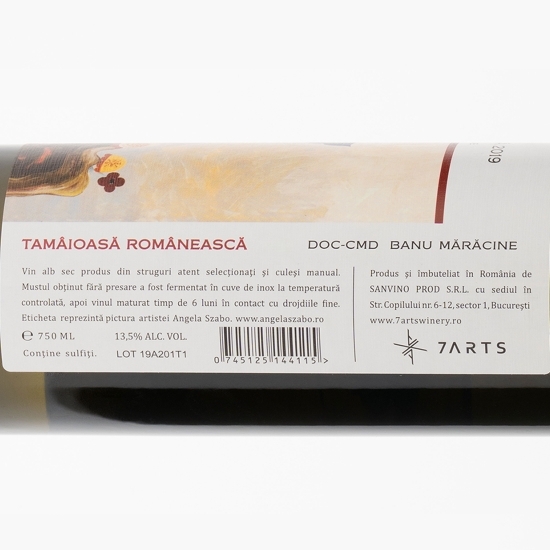 2019
TAMÂIOASĂ ROMÂNEASCĂ
DOC-CMD BANU MĂRĂCINE
Vin alb sec produs din struguri atent selecționați și culeși manual.
Mustul obținut fără presare a fost fermentat în cuve de inox la temperatură
controlată, apoi vinul maturat timp de 6 luni în contact cu drojdiile fine.
Eticheta reprezintă pictura artistei Angela Szabo. www.angelaszabo.ro
℮ 750 ML
13,5% ALC. VOL.
Conține sulfiți.
LOT 19A201T1
0 745125 144115 >
Produs și îmbuteliat în România de
SANVINO PROD S.R.L. cu sediul în
Str. Copilului nr. 6-12, sector 1, București
www.7artswinery.ro
7ARTS